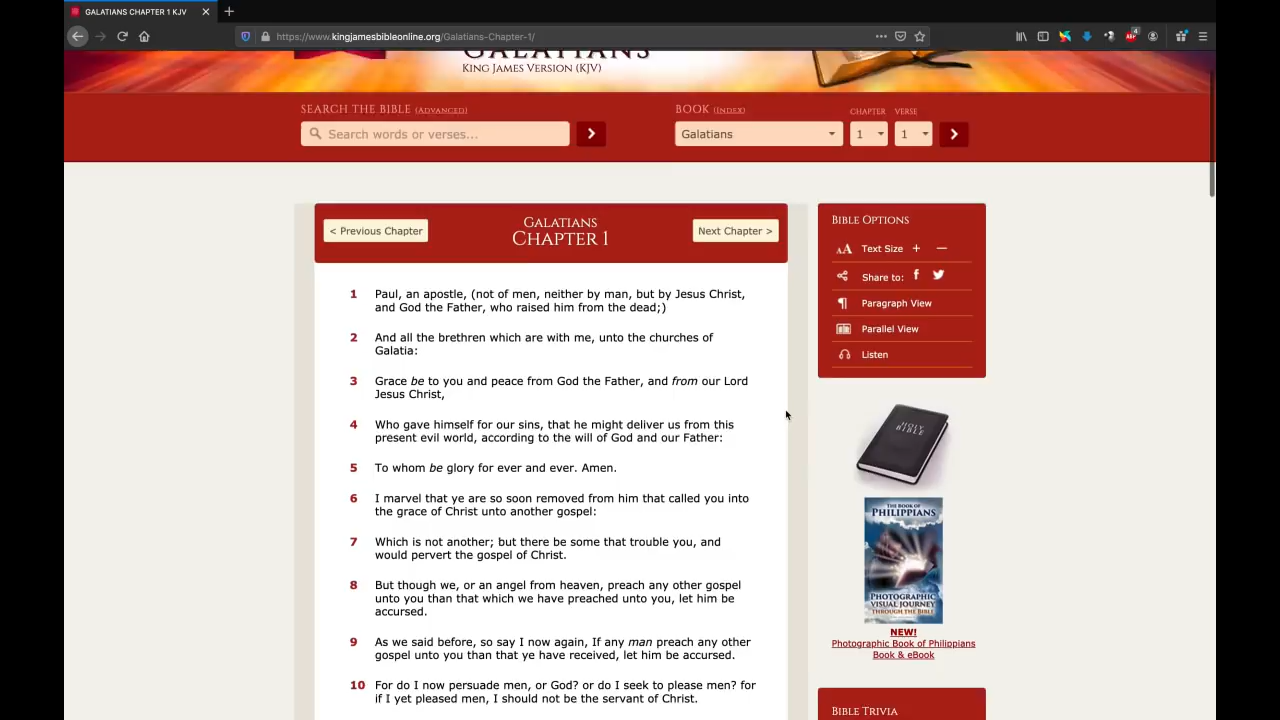 GALATIANS CHAPTER 1 KJV
https://www.kingjamesbibleonline.org/Galatians-Chapter-1/
GALATIANS
KING JAMES VERSION (KJV)
SEARCH THE BIBLE (ADVANCED)
Search words or verses...
BOOK (INDEX)
CHAPTER
VERSE
Galatians
1
1
< Previous Chapter
GALATIANS
CHAPTER 1
Next Chapter >
1 Paul, an apostle, (not of men, neither by man, but by Jesus Christ,
and God the Father, who raised him from the dead;)
2 And all the brethren which are with me, unto the churches of
Galatia:
3 Grace be to you and peace from God the Father, and from our Lord
Jesus Christ,
4 Who gave himself for our sins, that he might deliver us from this
present evil world, according to the will of God and our Father:
5 To whom be glory for ever and ever. Amen.
6 I marvel that ye are so soon removed from him that called you into
the grace of Christ unto another gospel:
7 Which is not another; but there be some that trouble you, and
would pervert the gospel of Christ.
8 But though we, or an angel from heaven, preach any other gospel
unto you than that which we have preached unto you, let him be
accursed.
9 As we said before, so say I now again, If any man preach any other
gospel unto you than that ye have received, let him be accursed.
10 For do I now persuade men, or God? or do I seek to please men? for
if I yet pleased men, I should not be the servant of Christ.
BIBLE OPTIONS
AA Text Size + —
Share to:
Paragraph View
Parallel View
Listen
HOLY
BIBLE
THE BOOK OF
PHILIPPIANS
PHOTOGRAPHIC
VISUAL JOURNEY
THROUGH THE BIBLE
NEW!
Photographic Book of Philippians
Book & eBook
BIBLE TRIVIA